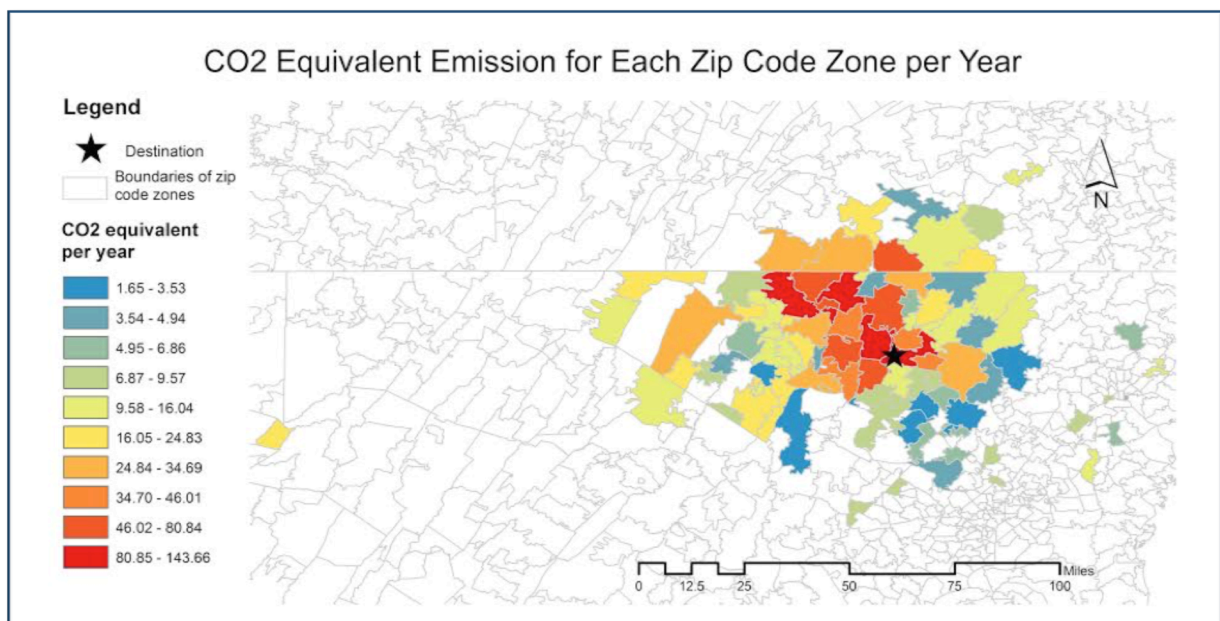 CO2 Equivalent Emission for Each Zip Code Zone per Year
Legend
Destination
Boundaries of zip
code zones
CO2 equivalent
per year
1.65 - 3.53
3.54 - 4.94
4.95 - 6.86
6.87 - 9.57
9.58 - 16.04
16.05 - 24.83
24.84 - 34.69
34.70 - 46.01
46.02 - 80.84
80.85 - 143.66
N
Miles
0 12.5 25 50 75 100